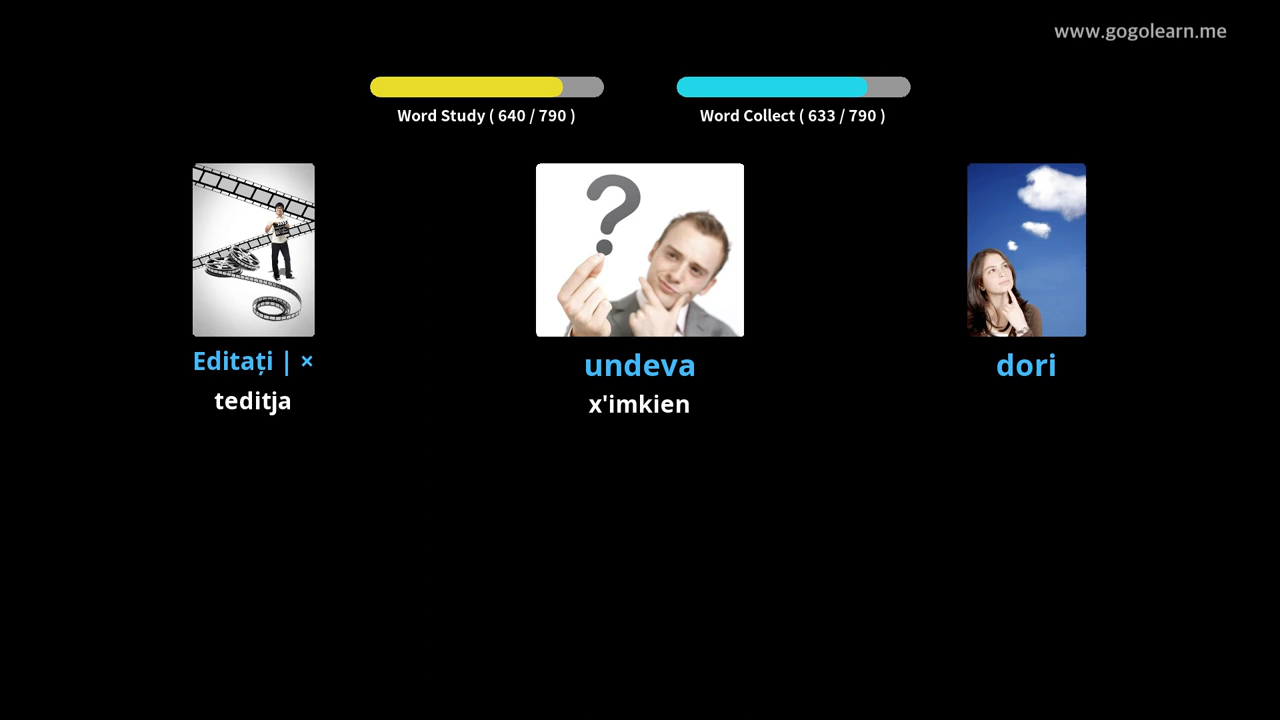 www.gogolearn.me
Word Study ( 640 / 790 )
Word Collect ( 633 / 790 )
Editați | ×
teditja
undeva
x'imkien
dori